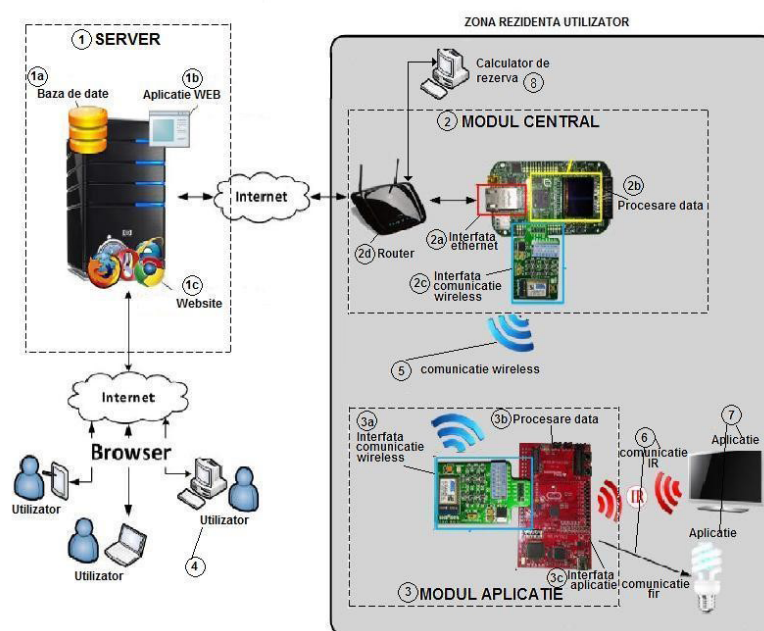 ZONA REZIDENTA UTILIZATOR
1 SERVER
1a
Baza de date
1b
Aplicatie WEB
1c
Website
Internet
Calculator de
rezerva 8
2 MODUL CENTRAL
2b
Procesare data
2a Interfata
ethernet
2d Router
2c Interfata
comunicatie
wireless
5 comunicatie wireless
Internet
Browser
Utilizator
Utilizator
Utilizator
4
3a
Interfata
comunicatie
wireless
3b Procesare data
6
comunicatie
IR
IR
7
Aplicatie
Aplicatie
3c Interfata
aplicatie
comunicatie
fir
3 MODUL APLICATIE